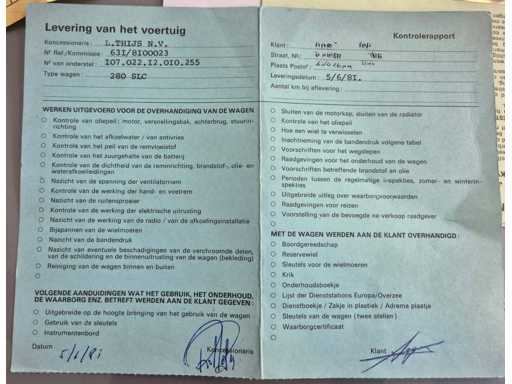 Levering van het voertuig
Concessionaris : L.THIJS N.V.
Nº Ref./Kommissie : 631/8100023
Nº van onderstel : 107.022.12.010.255
Type wagen : 280 SLC
WERKEN UITGEVOERD VOOR DE OVERHANDIGING VAN DE WAGEN
Kontrole van oliepeil ; motor, versnellingsbak, achterbrug, stuurin-
richting
Kontrole van het afkoelwater / van antivries
Kontrole van het peil van de remvloeistof
Kontrole van het zuurgehalte van de batterij
Kontrole van de dichtheid van de reminrichting, brandstof-, olie- en
waterafkoelleidingen
Nazicht van de spanning der ventilatorriem
Kontrole van de werking der hand- en voetrem
Nazicht van de ruitensproeier
Kontrole van de werking der elektrische uitrusting
Nazicht van de werking van de radio / van de afkoelingsinstallatie
Bijspannen van de wielmoeren
Nazicht van de bandendruk
Nazicht van eventuele beschadigingen van de verchroomde delen,
van de schildering en de binnenuitrusting van de wagen (bekleding)
Reiniging van de wagen binnen en buiten
VOLGENDE AANDUIDINGEN WAT HET GEBRUIK, HET ONDERHOUD,
DE WAARBORG ENZ. BETREFT WERDEN AAN DE KLANT GEGEVEN :
Uitgebreide op de hoogte brenging van het gebruik van de wagen
Gebruik van de sleutels
Instrumentenbord
Datum 5/6/81 Koncessionaris
Kontrolerapport
Klant :
Straat, Nr. :
Plaats Postnr :
Leveringsdatum : 5/6/81.
Aantal km bij aflevering :
Sluiten van de motorkap, sluiten van de radiator
Kontrole van het oliepeil
Hoe een wiel te verwisselen
Inachtneming van de bandendruk volgens tabel
Voorschriften voor het wegslepen
Raadgevingen voor het onderhoud van de wagen
Voorschriften betreffende brandstof en olie
Perioden tussen de regelmatige inspekties, zomer- en winterin-
spekties
Uitgebreide uitleg over waarborgvoorwaarden
Raadgevingen voor reizen
Voorstelling van de bevoegde na-verkoop raadgever
MET DE WAGEN WERDEN AAN DE KLANT OVERHANDIGD :
Boordgereedschap
Reservewiel
Sleutels voor de wielmoeren
Krik
Onderhoudsboekje
Lijst der Dienststations Europa/Overzee
Dienstboekje / Zakje in plastiek / Adrema plaatje
Sleutels van de wagen (twee stellen)
Waarborgcertificaat
Klant